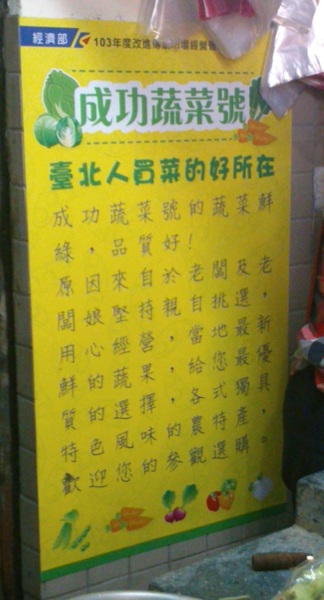 經濟部 103年度改進傳統市場經營
成功蔬菜號
臺北人買菜的好所在
成功蔬菜號的蔬菜鮮
綠，品質好！
原因來自於老闆及老
闆娘堅持親自挑選，
用心經營，當地最新
鮮的蔬果，給您最優
質的選擇，各式獨具
特色風味的農特產，
歡迎您的參觀選購。